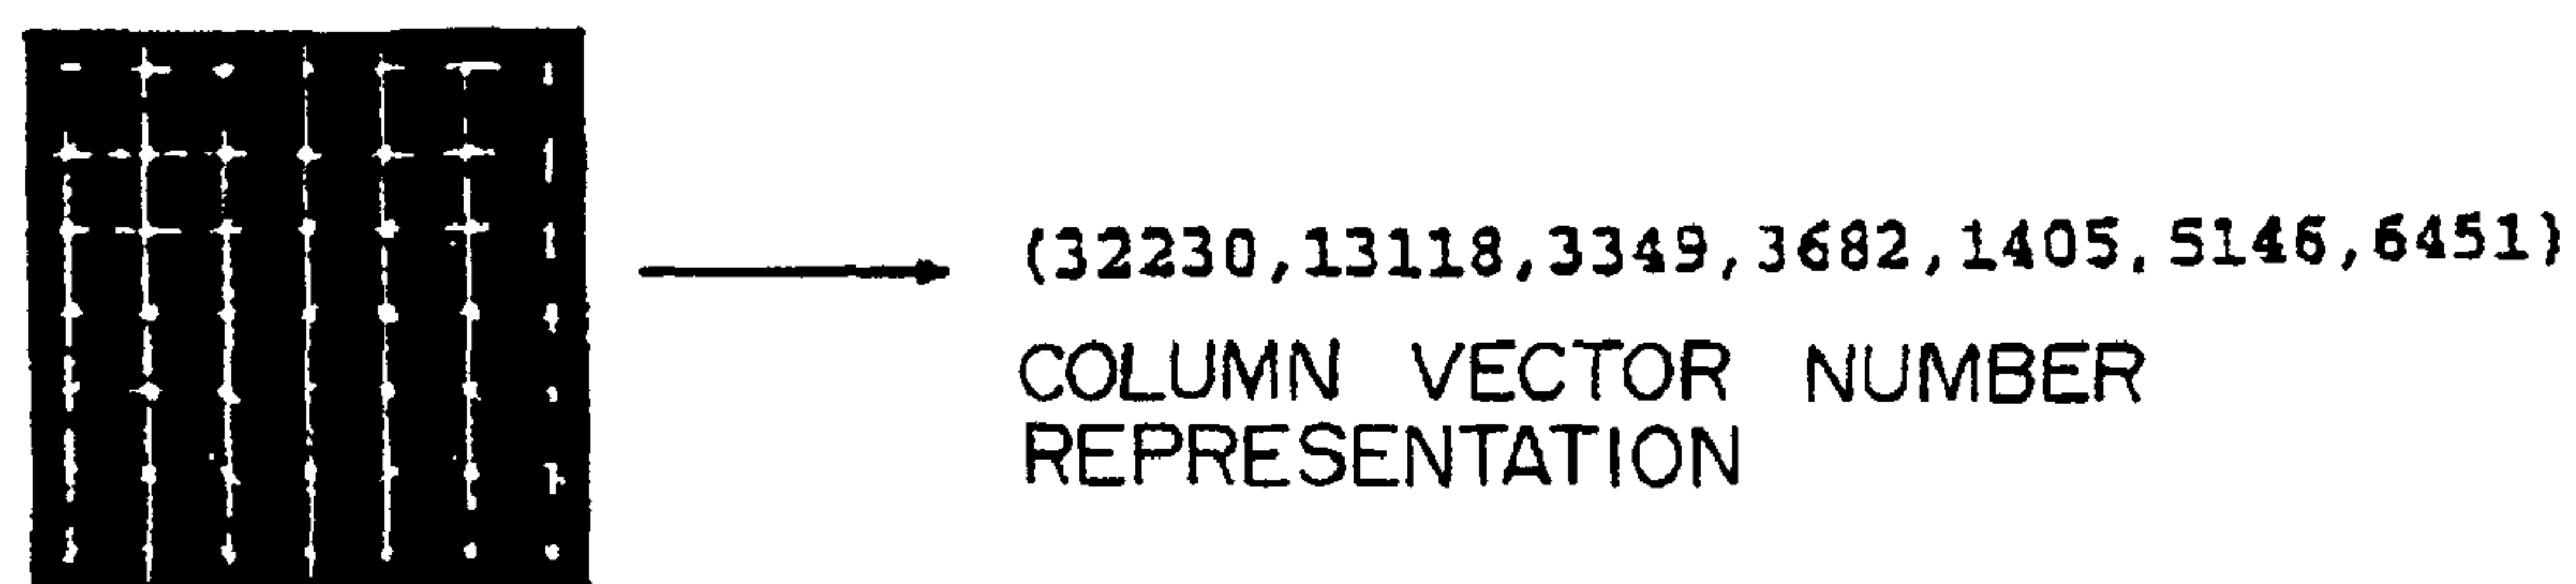 (32230,13118,3349,3682,1405,5146,6451)
COLUMN VECTOR NUMBER
REPRESENTATION